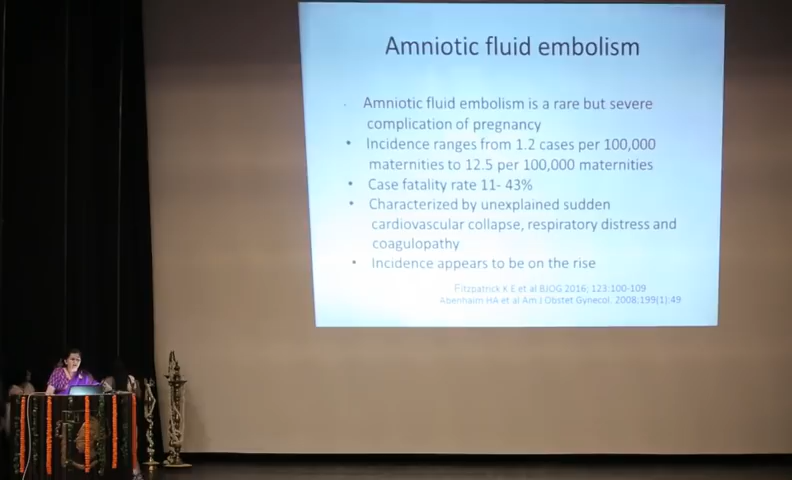 Amniotic fluid embolism
Amniotic fluid embolism is a rare but severe
complication of pregnancy
• Incidence ranges from 1.2 cases per 100,000
maternities to 12.5 per 100,000 maternities
• Case fatality rate 11- 43%
• Characterized by unexplained sudden
cardiovascular collapse, respiratory distress and
coagulopathy
• Incidence appears to be on the rise
Fitzpatrick K E et al BJOG 2016; 123:100-109
Abenhaim HA et al Am J Obstet Gynecol. 2008;199(1):49